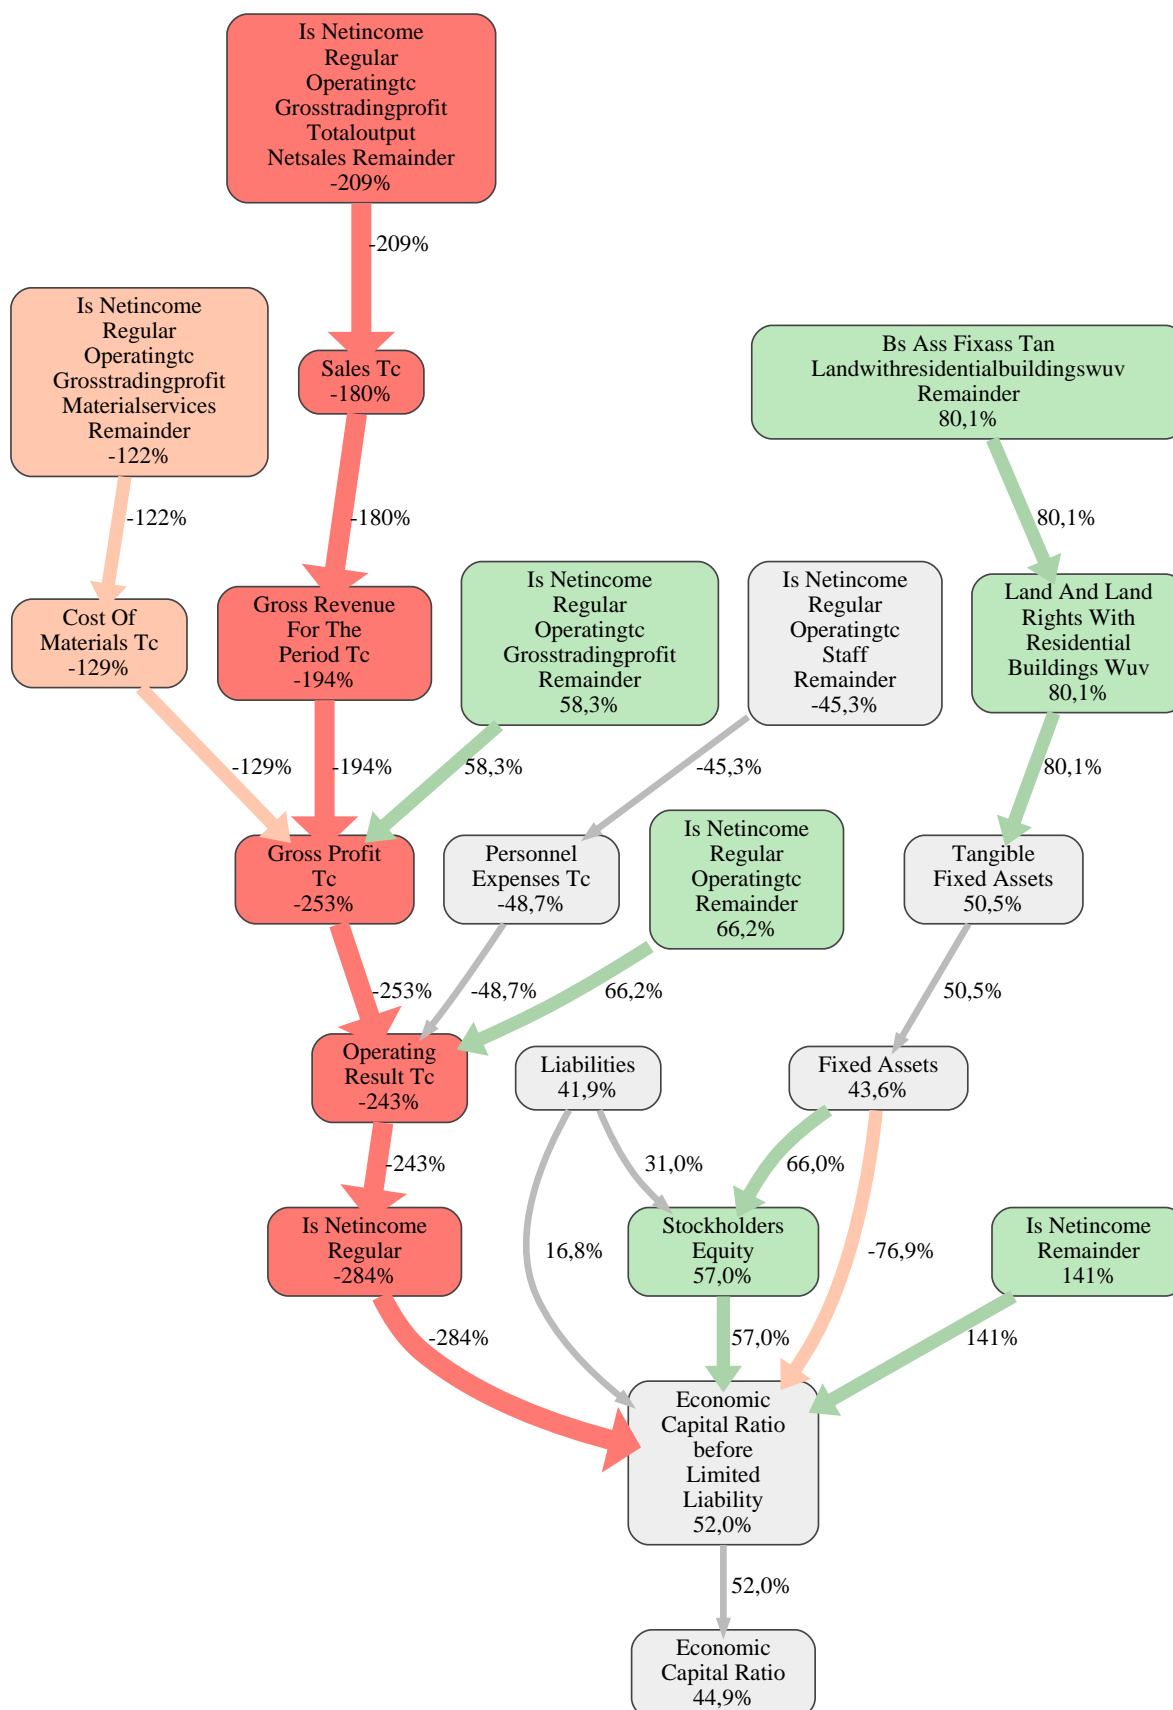 Is Netincome
Regular
Operatingtc
Grosstradingprofit
Totaloutput
Netsales Remainder
-209%
-209%
Is Netincome
Regular
Operatingtc
Grosstradingprofit
Materialservices
Remainder
-122%
Sales Tc
-180%
Bs Ass Fixass Tan
Landwithresidentialbuildingswuv
Remainder
80,1%
-122%
-180%
80,1%
Cost Of
Materials Tc
-129%
Gross Revenue
For The
Period Tc
-194%
Is Netincome
Regular
Operatingtc
Grosstradingprofit
Remainder
58,3%
Is Netincome
Regular
Operatingtc
Staff
Remainder
-45,3%
Land And Land
Rights With
Residential
Buildings Wuv
80,1%
-129%
-194%
58,3%
-45,3%
80,1%
Gross Profit
Tc
-253%
Personnel
Expenses Tc
-48,7%
Is Netincome
Regular
Operatingtc
Remainder
66,2%
Tangible
Fixed Assets
50,5%
-253%
-48,7%
66,2%
50,5%
Operating
Result Tc
-243%
Liabilities
41,9%
Fixed Assets
43,6%
-243%
31,0%
66,0%
Is Netincome
Regular
-284%
16,8%
Stockholders
Equity
57,0%
-76,9%
Is Netincome
Remainder
141%
-284%
57,0%
141%
Economic
Capital Ratio
before
Limited
Liability
52,0%
52,0%
Economic
Capital Ratio
44,9%